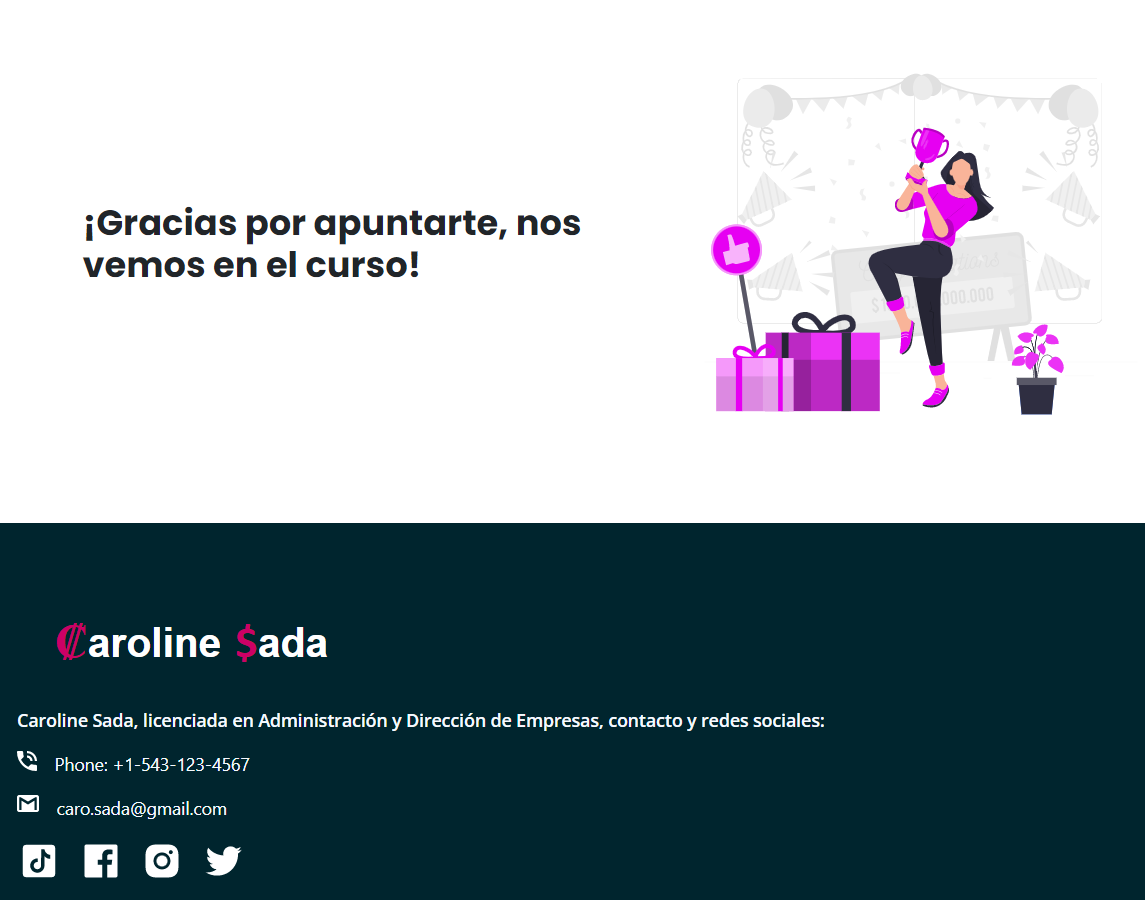 ¡Gracias por apuntarte, nos
vemos en el curso!
₡aroline $ada
Caroline Sada, licenciada en Administración y Dirección de Empresas, contacto y redes sociales:
Phone: +1-543-123-4567
caro.sada@gmail.com